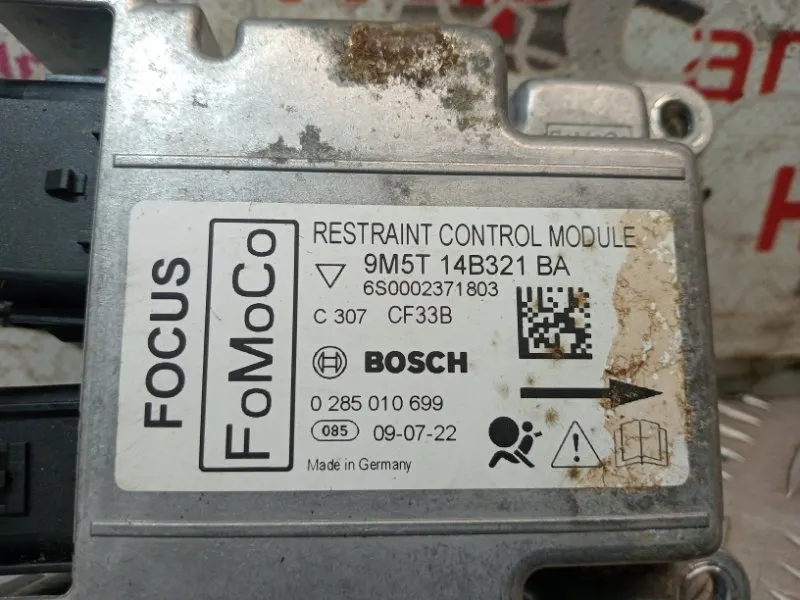 FOCUS
FoMoCo
RESTRAINT CONTROL MODULE
9M5T 14B321 BA
6S0002371803
C 307 CF33B
BOSCH
0 285 010 699
085 09-07-22
Made in Germany
FoMoCo